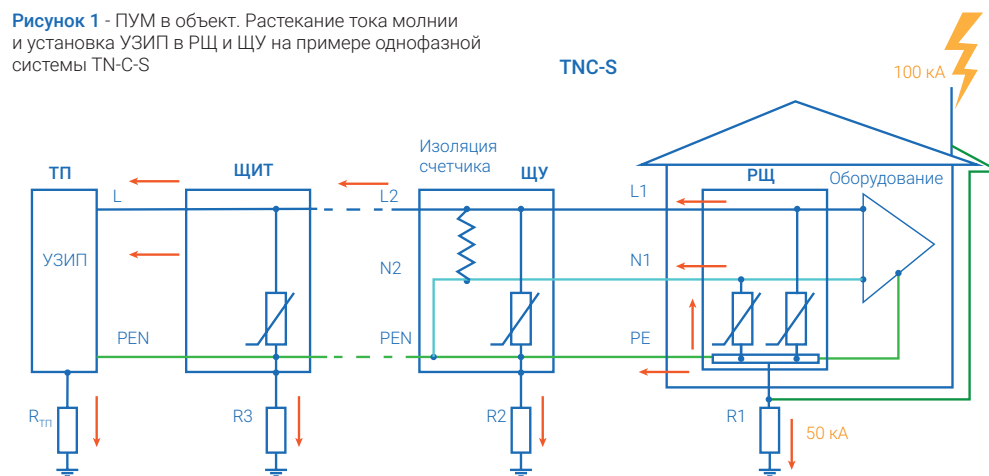 Рисунок 1 - ПУМ в объект. Растекание тока молнии
и установка УЗИП в РЩ и ЩУ на примере однофазной
системы TN-C-S
TNC-S
100 кА
Изоляция
счетчика
ТП
ЩИТ
ЩУ
РЩ
Оборудование
L
L2
L1
УЗИП
N2
N1
PEN
PEN
PE
RТП
R3
R2
R1
50 кА